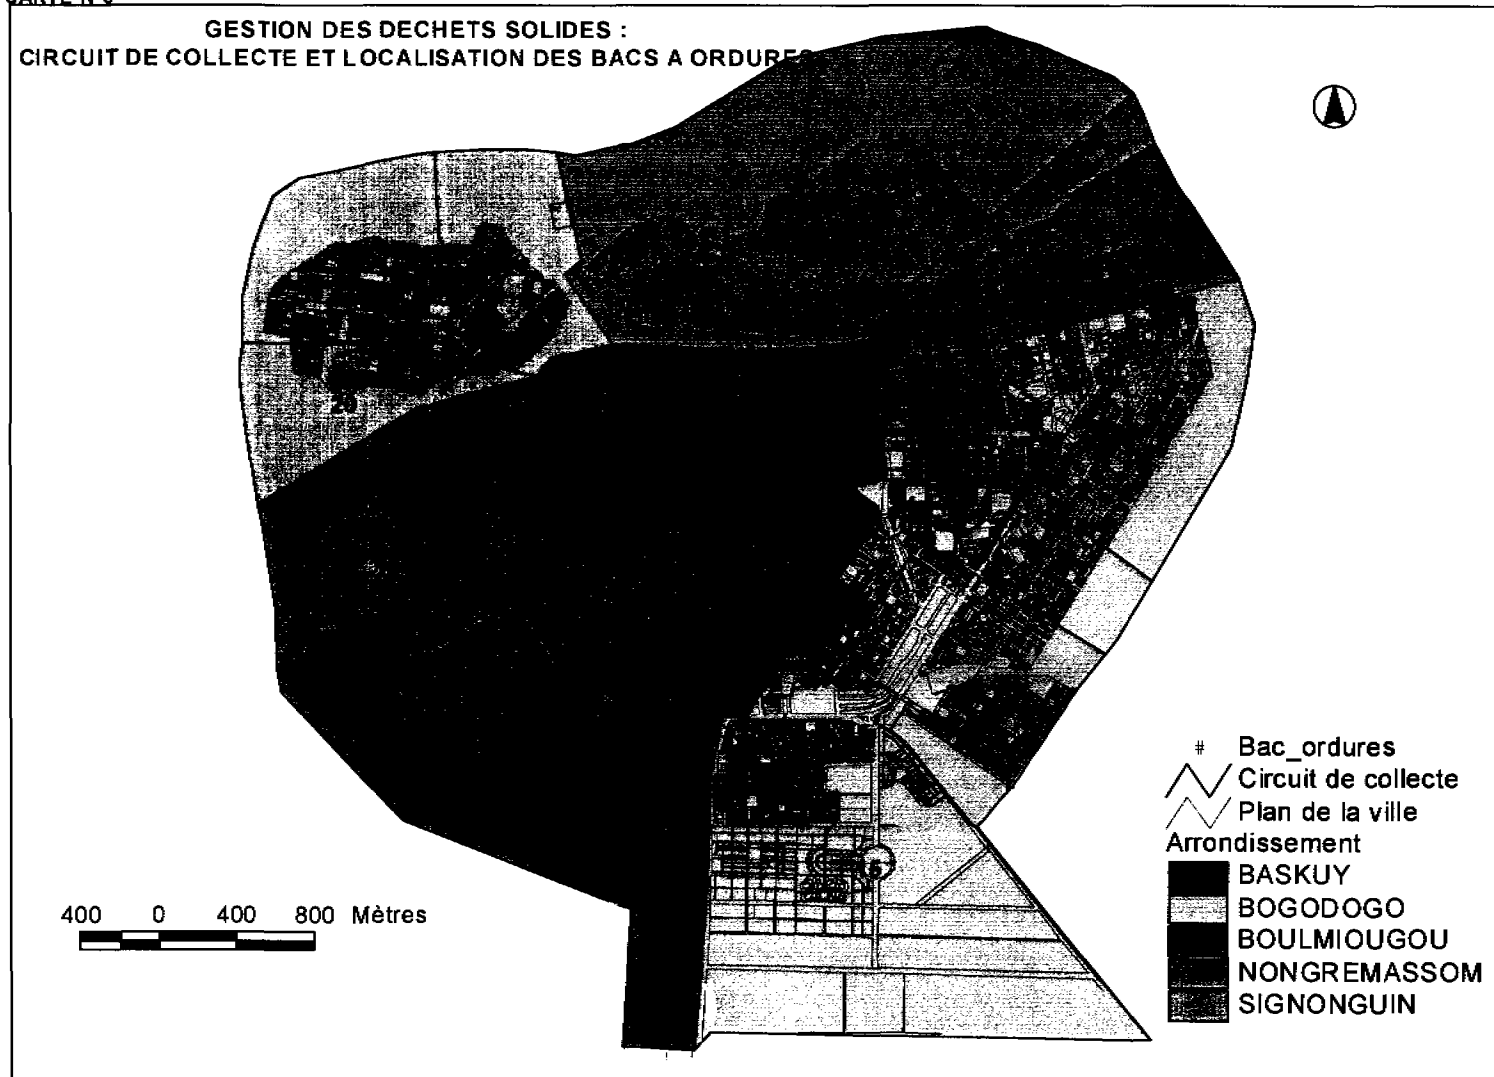 GESTION DES DECHETS SOLIDES :
CIRCUIT DE COLLECTE ET LOCALISATION DES BACS A ORDURES
# Bac_ordures
Circuit de collecte
Plan de la ville
Arrondissement
BASKUY
BOGODOGO
BOULMIOUGOU
NONGREMASSOM
SIGNONGUIN
400 0 400 800 Mètres